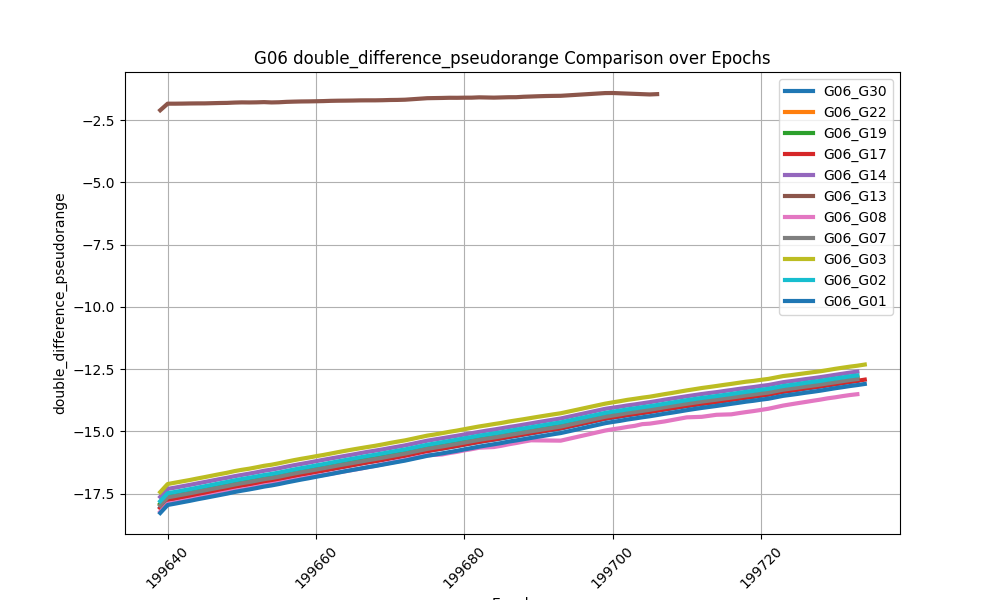 G06 double_difference_pseudorange Comparison over Epochs
double_difference_pseudorange
−2.5
−5.0
−7.5
−10.0
−12.5
−15.0
−17.5
199640
199660
199680
199700
199720
G06_G30
G06_G22
G06_G19
G06_G17
G06_G14
G06_G13
G06_G08
G06_G07
G06_G03
G06_G02
G06_G01